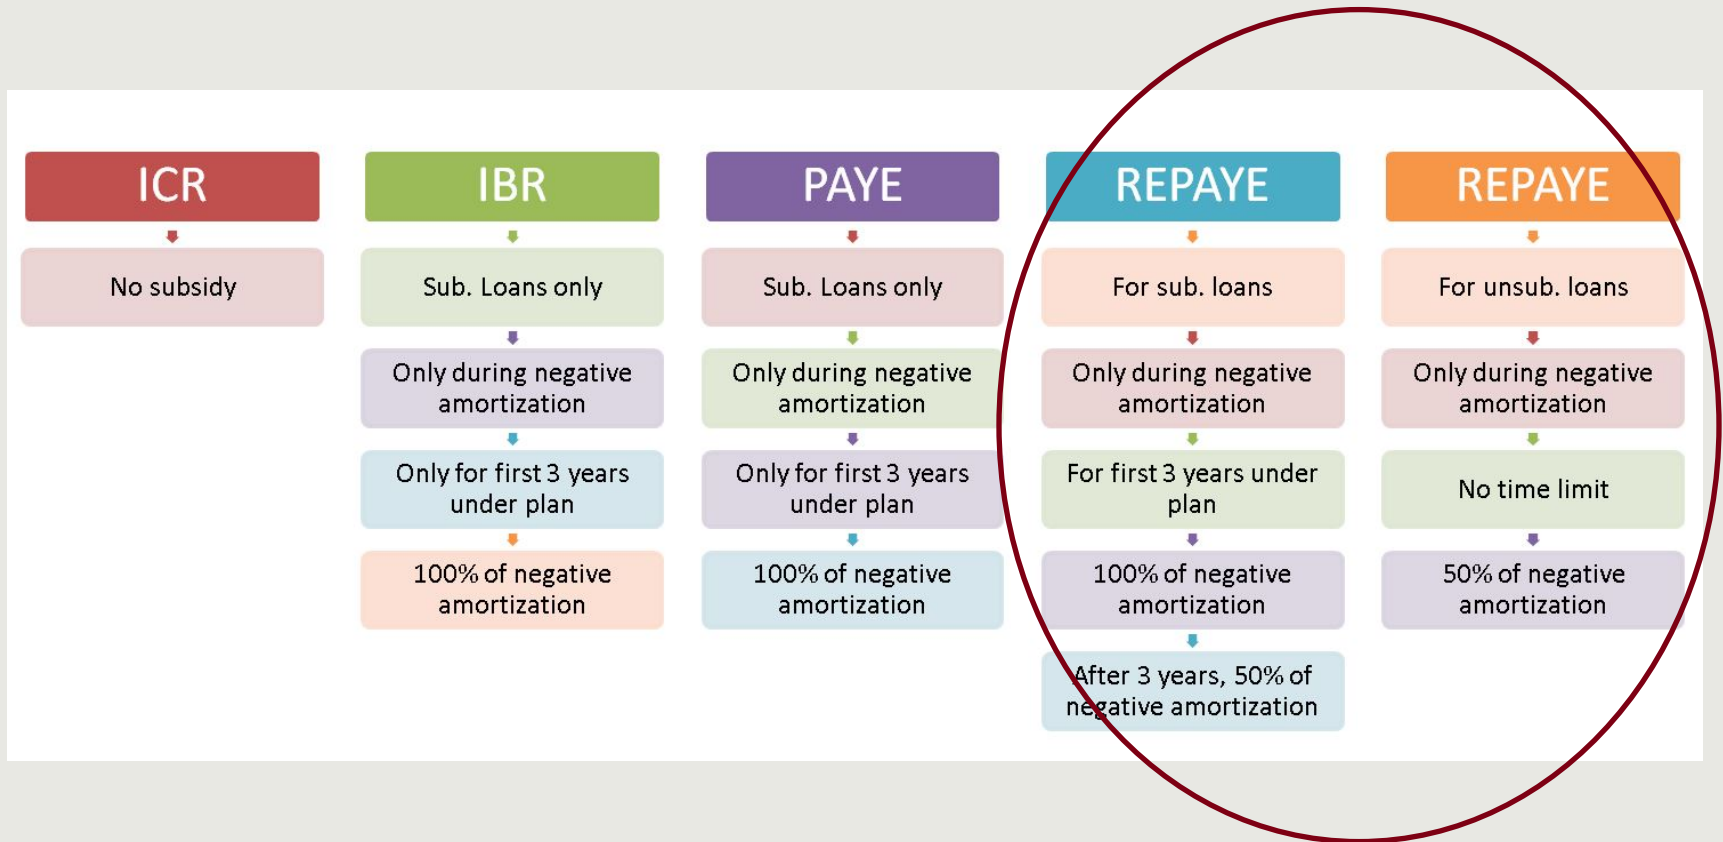 ICR
No subsidy
IBR
Sub. Loans only
Only during negative
amortization
Only for first 3 years
under plan
100% of negative
amortization
PAYE
Sub. Loans only
Only during negative
amortization
Only for first 3 years
under plan
100% of negative
amortization
REPAYE
For sub. loans
Only during negative
amortization
For first 3 years under
plan
100% of negative
amortization
After 3 years, 50% of
negative amortization
REPAYE
For unsub. loans
Only during negative
amortization
No time limit
50% of negative
amortization